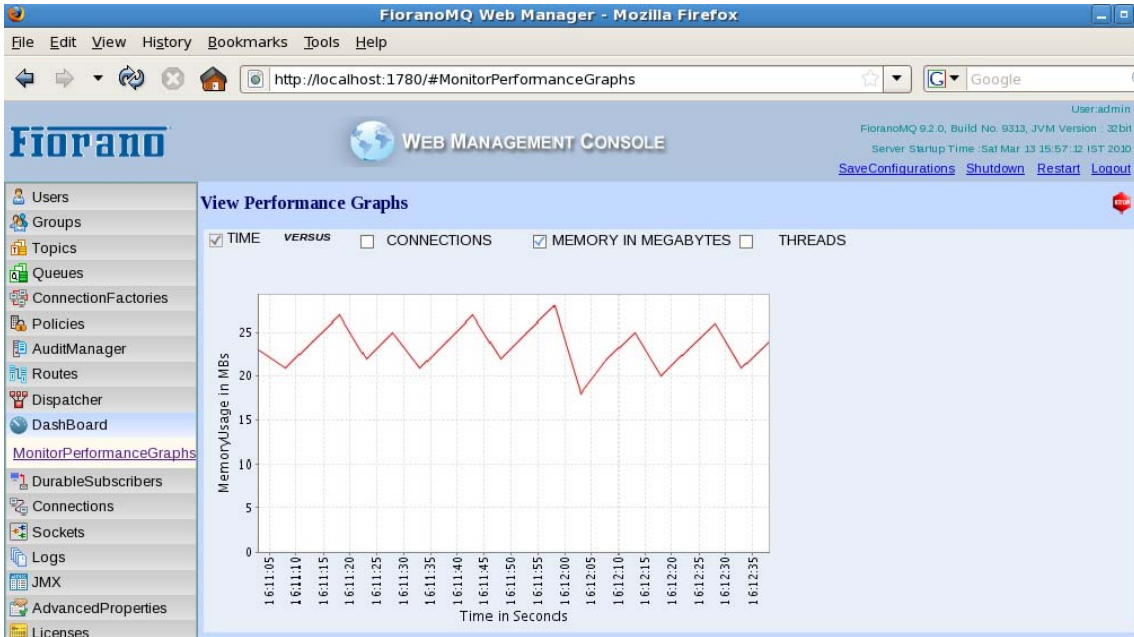 FioranoMQ Web Manager - Mozilla Firefox
File Edit View History Bookmarks Tools Help
http://localhost:1780/#MonitorPerformanceGraphs
G Google
Fiorano
WEB MANAGEMENT CONSOLE
User:admin
FioranoMQ 9.2.0, Build No. 9313, JVM Version : 32bit
Server Startup Time :Sat Mar 13 15:57:12 IST 2010
SaveConfigurations Shutdown Restart Logout
Users
Groups
Topics
Queues
ConnectionFactories
Policies
AuditManager
Routes
Dispatcher
DashBoard
MonitorPerformanceGraphs
DurableSubscribers
Connections
Sockets
Logs
JMX
AdvancedProperties
Licenses
View Performance Graphs
STOP
TIME VERSUS CONNECTIONS MEMORY IN MEGABYTES THREADS
MemoryUsage in MBs
25
20
15
10
5
0
16:11:05
16:11:10
16:11:15
16:11:20
16:11:25
16:11:30
16:11:35
16:11:40
16:11:45
16:11:50
16:11:55
16:12:00
16:12:05
16:12:10
16:12:15
16:12:20
16:12:25
16:12:30
16:12:35
Time in Seconds